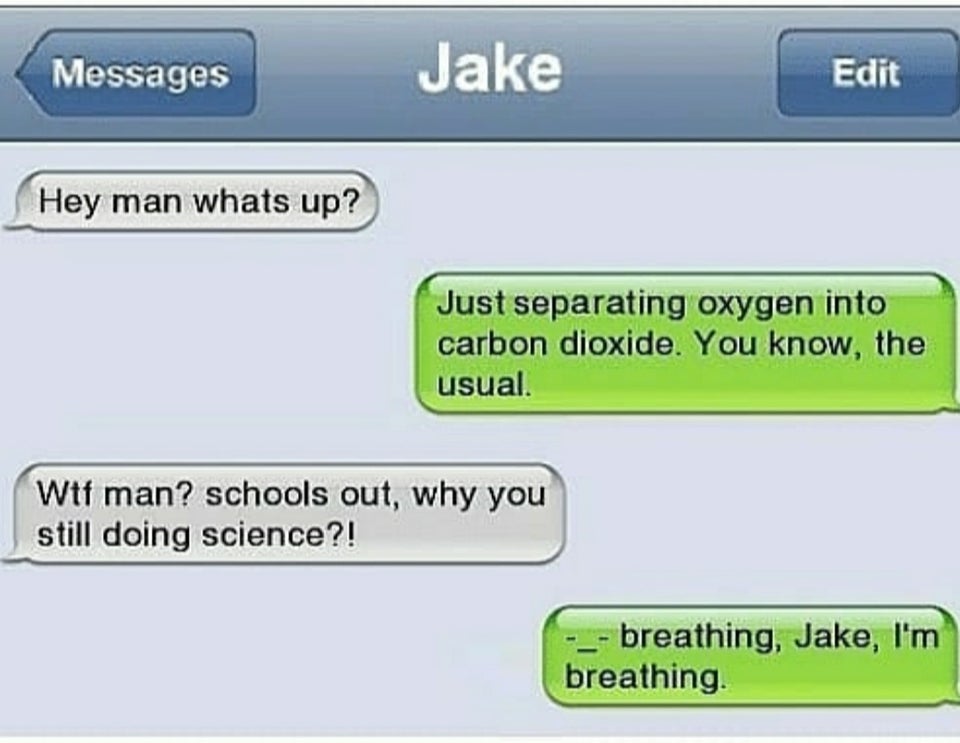 Messages
Jake
Edit
Hey man whats up?
Just separating oxygen into
carbon dioxide. You know, the
usual.
Wtf man? schools out, why you
still doing science?!
-_- breathing, Jake, I'm
breathing.